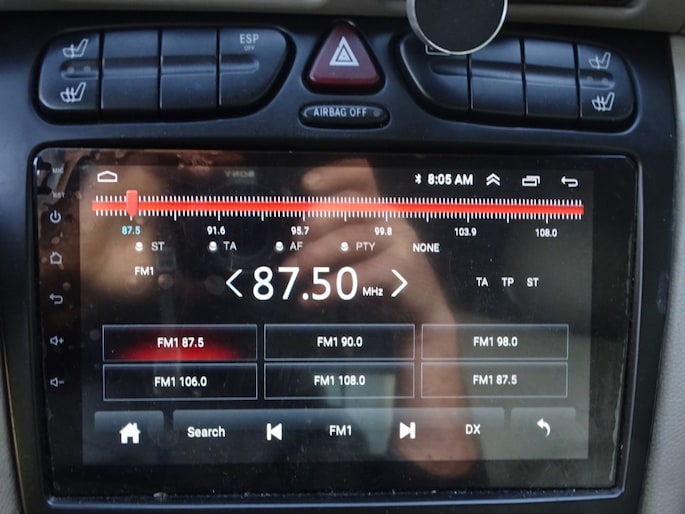 ESP
OFF
AIRBAG OFF
MIC
RST
8:05 AM
87.5 91.6 95.7 99.8 103.9 108.0
ST TA AF PTY NONE
FM1
87.50 MHz
TA TP ST
FM1 87.5 FM1 90.0 FM1 98.0
FM1 106.0 FM1 108.0 FM1 87.5
Search FM1 DX